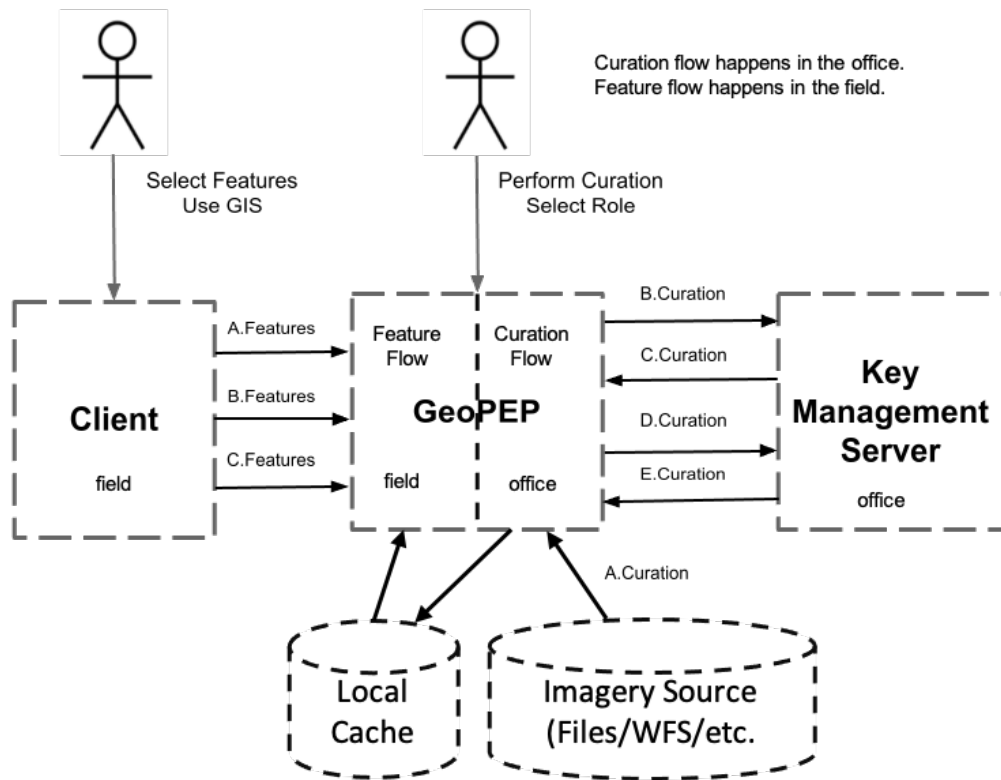 Curation flow happens in the office.
Feature flow happens in the field.
Select Features
Use GIS
Perform Curation
Select Role
A.Features
B.Features
C.Features
Client
field
Feature
Flow
Curation
Flow
GeoPEP
field
office
B.Curation
C.Curation
D.Curation
E.Curation
Key
Management
Server
office
A.Curation
Local
Cache
Imagery Source
(Files/WFS/etc.